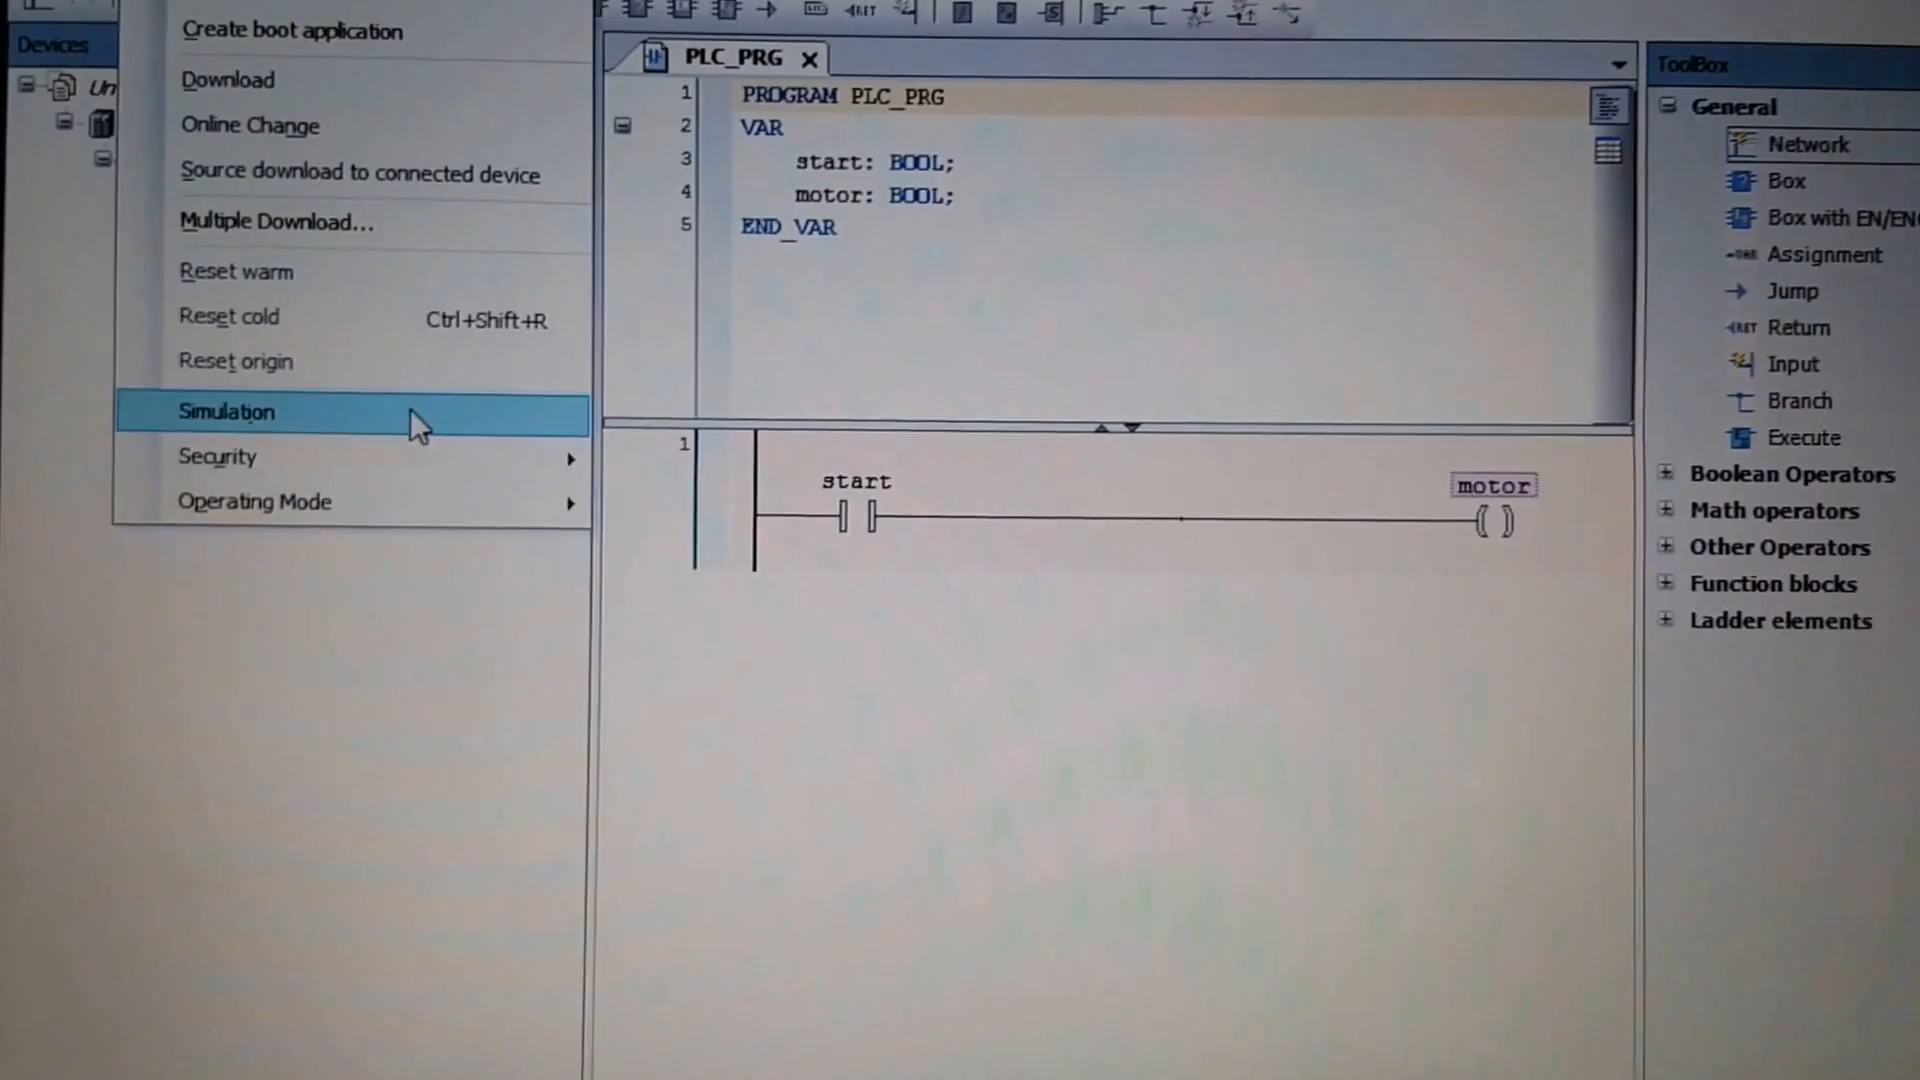 Devices
Un
Create boot application
Download
Online Change
Source download to connected device
Multiple Download...
Reset warm
Reset cold Ctrl+Shift+R
Reset origin
Simulation
Security
Operating Mode
PLC_PRG
1 PROGRAM PLC_PRG
2 VAR
3 start: BOOL;
4 motor: BOOL;
5 END_VAR
1
start
motor
ToolBox
General
Network
Box
Box with EN/EN
Assignment
Jump
RET Return
Input
Branch
Execute
Boolean Operators
Math operators
Other Operators
Function blocks
Ladder elements